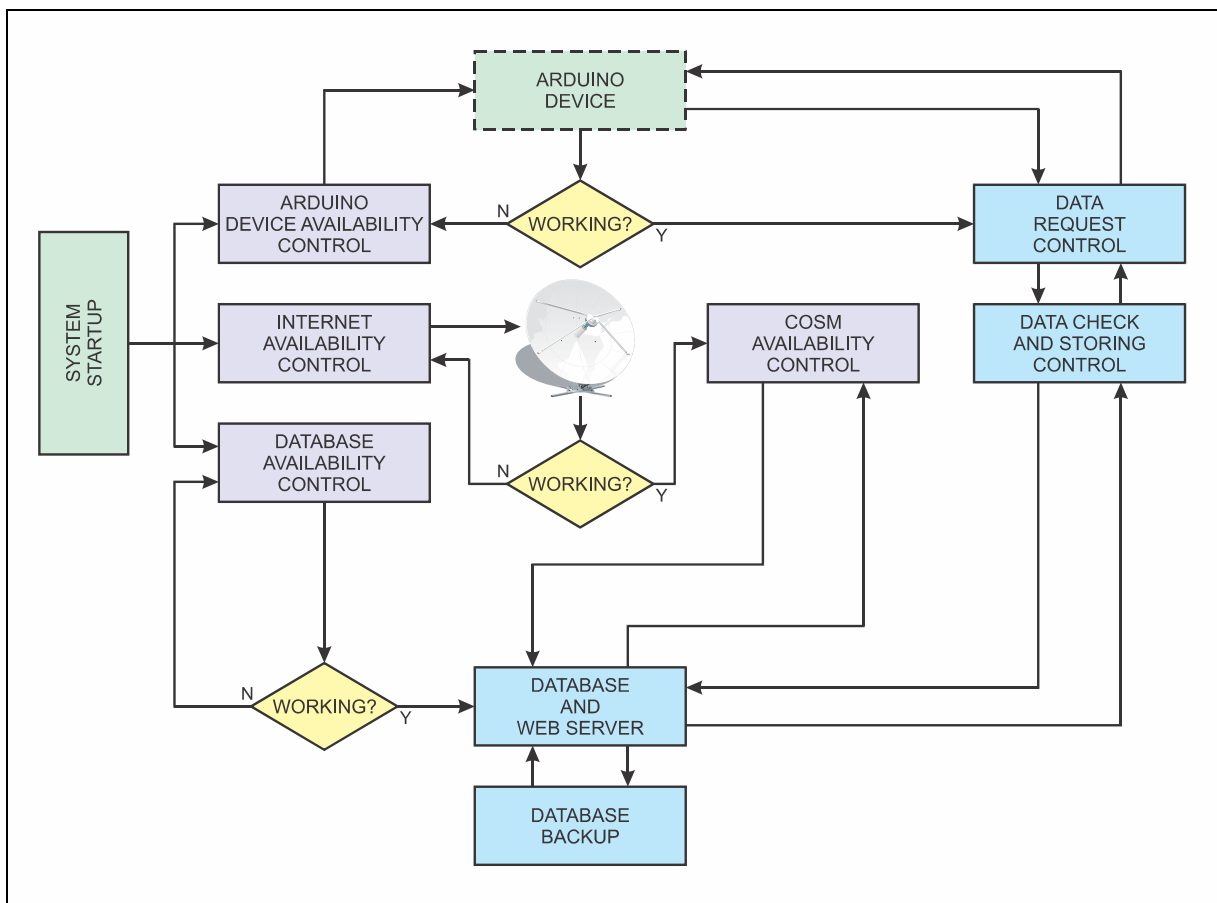 ARDUINO
DEVICE
ARDUINO
DEVICE AVAILABILITY
CONTROL
N
WORKING?
Y
DATA
REQUEST
CONTROL
SYSTEM
STARTUP
INTERNET
AVAILABILITY
CONTROL
COSM
AVAILABILITY
CONTROL
DATA CHECK
AND STORING
CONTROL
DATABASE
AVAILABILITY
CONTROL
N
WORKING?
Y
N
WORKING?
Y
DATABASE
AND
WEB SERVER
DATABASE
BACKUP